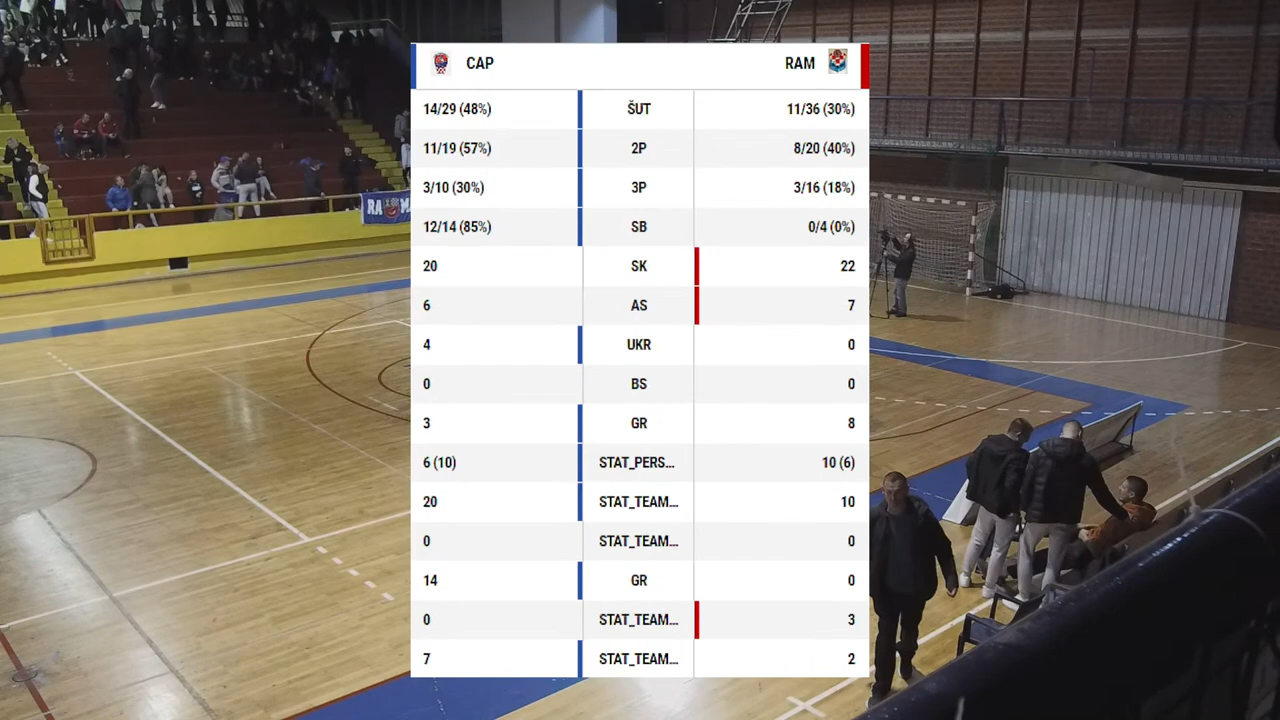 CAP RAM
14/29 (48%) ŠUT 11/36 (30%)
11/19 (57%) 2P 8/20 (40%)
3/10 (30%) 3P 3/16 (18%)
12/14 (85%) SB 0/4 (0%)
20 SK 22
6 AS 7
4 UKR 0
0 BS 0
3 GR 8
6 (10) STAT_PERS... 10 (6)
20 STAT_TEAM... 10
0 STAT_TEAM... 0
14 GR 0
0 STAT_TEAM... 3
7 STAT_TEAM... 2
RA M